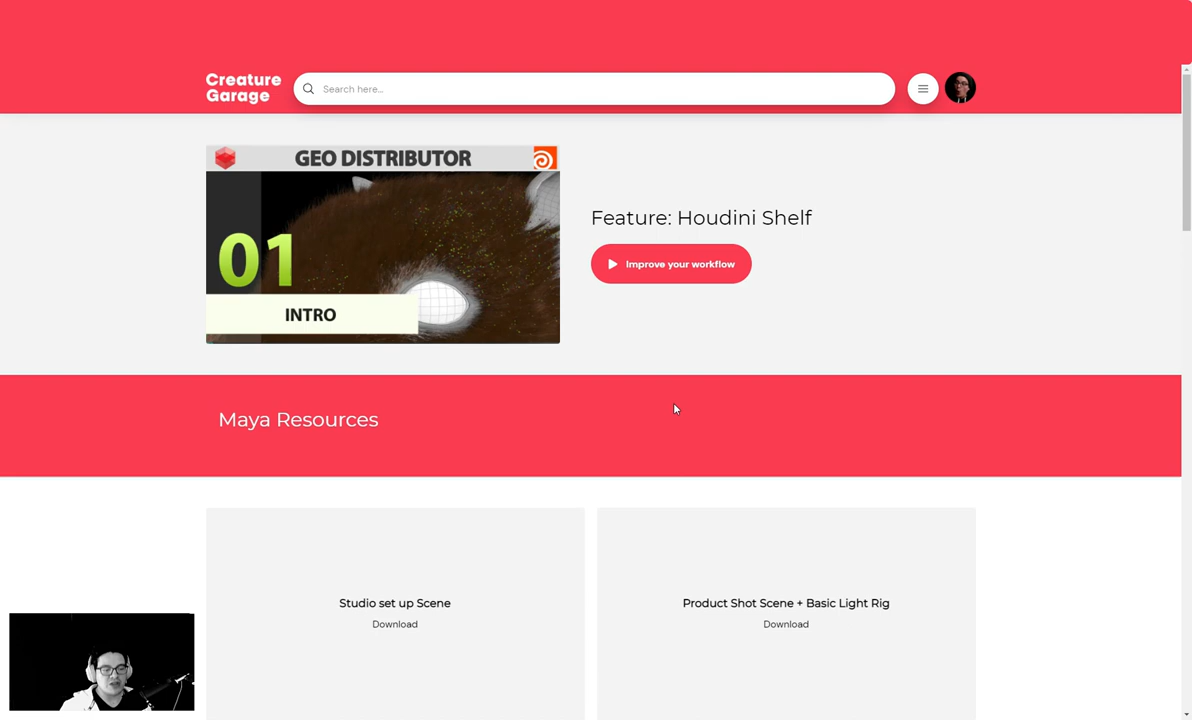 Creature
Garage
Search here...
GEO DISTRIBUTOR
01
INTRO
Feature: Houdini Shelf
Improve your workflow
Maya Resources
Studio set up Scene
Download
Product Shot Scene + Basic Light Rig
Download